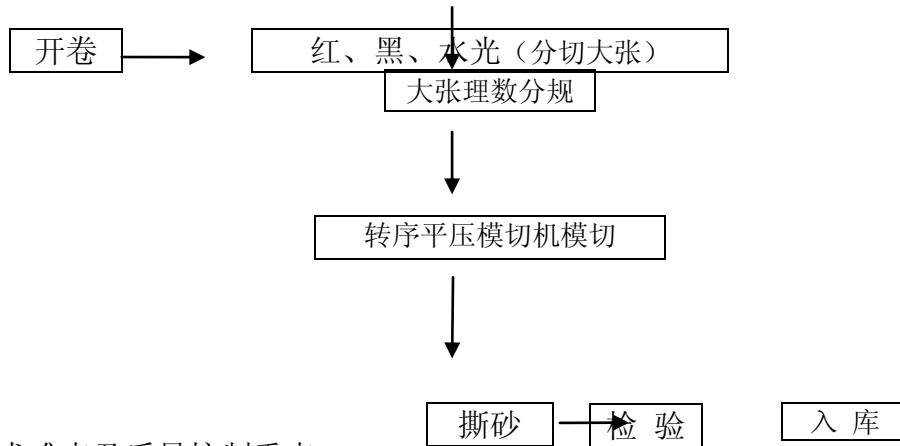 开卷
红、黑、水光（分切大张）
大张理数分规
转序平压模切机模切
撕砂
检 验
入 库